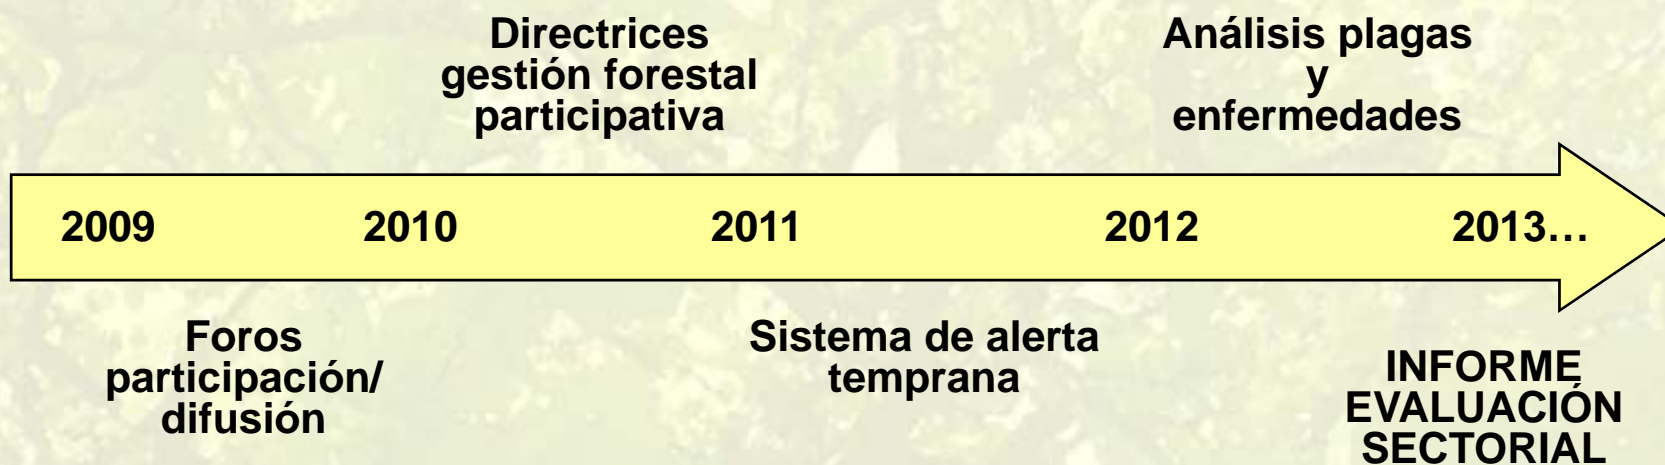 Directrices
gestión forestal
participativa
Análisis plagas
y
enfermedades
2009 2010 2011 2012 2013…
Foros
participación/
difusión
Sistema de alerta
temprana
INFORME
EVALUACIÓN
SECTORIAL